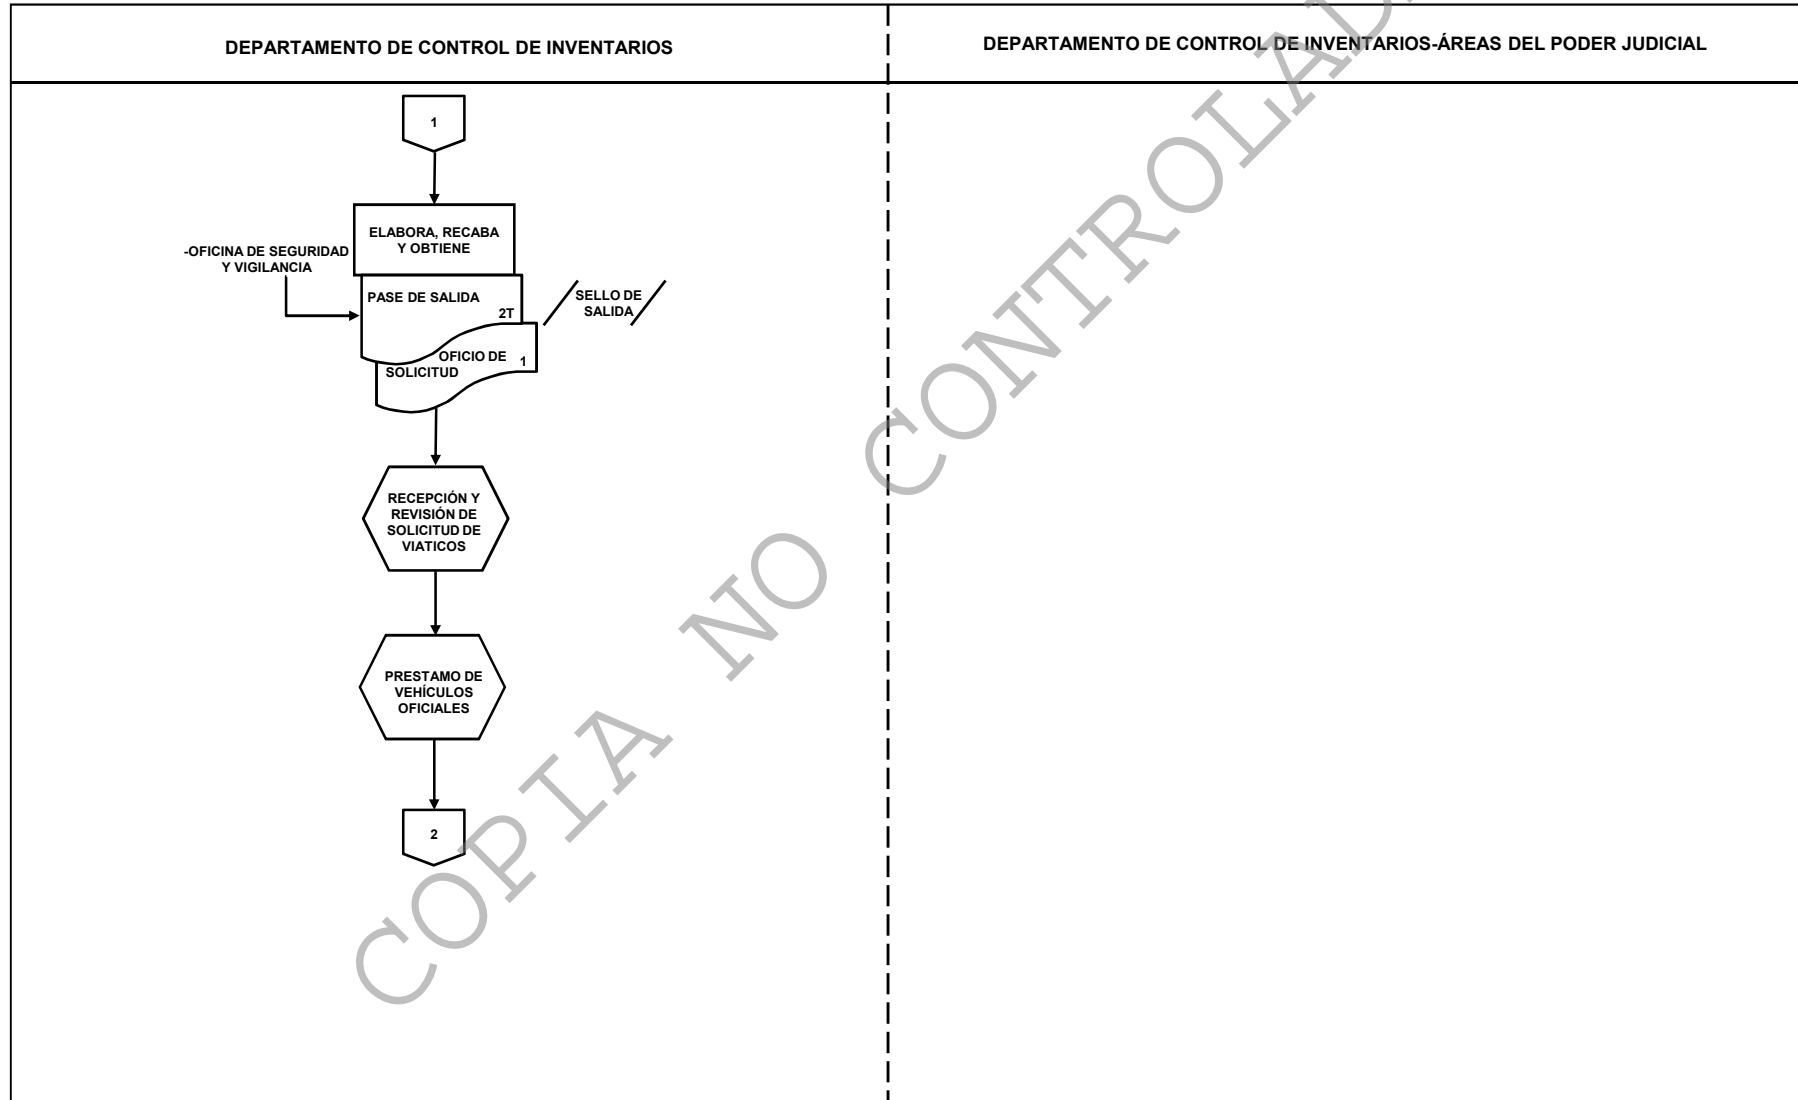 DEPARTAMENTO DE CONTROL DE INVENTARIOS
DEPARTAMENTO DE CONTROL DE INVENTARIOS-ÁREAS DEL PODER JUDICIAL
1
ELABORA, RECABA
Y OBTIENE
-OFICINA DE SEGURIDAD
Y VIGILANCIA
PASE DE SALIDA
2T
SELLO DE
SALIDA
OFICIO DE
SOLICITUD
1
RECEPCIÓN Y
REVISIÓN DE
SOLICITUD DE
VIATICOS
PRESTAMO DE
VEHÍCULOS
OFICIALES
2
COPIA NO CONTROLAD